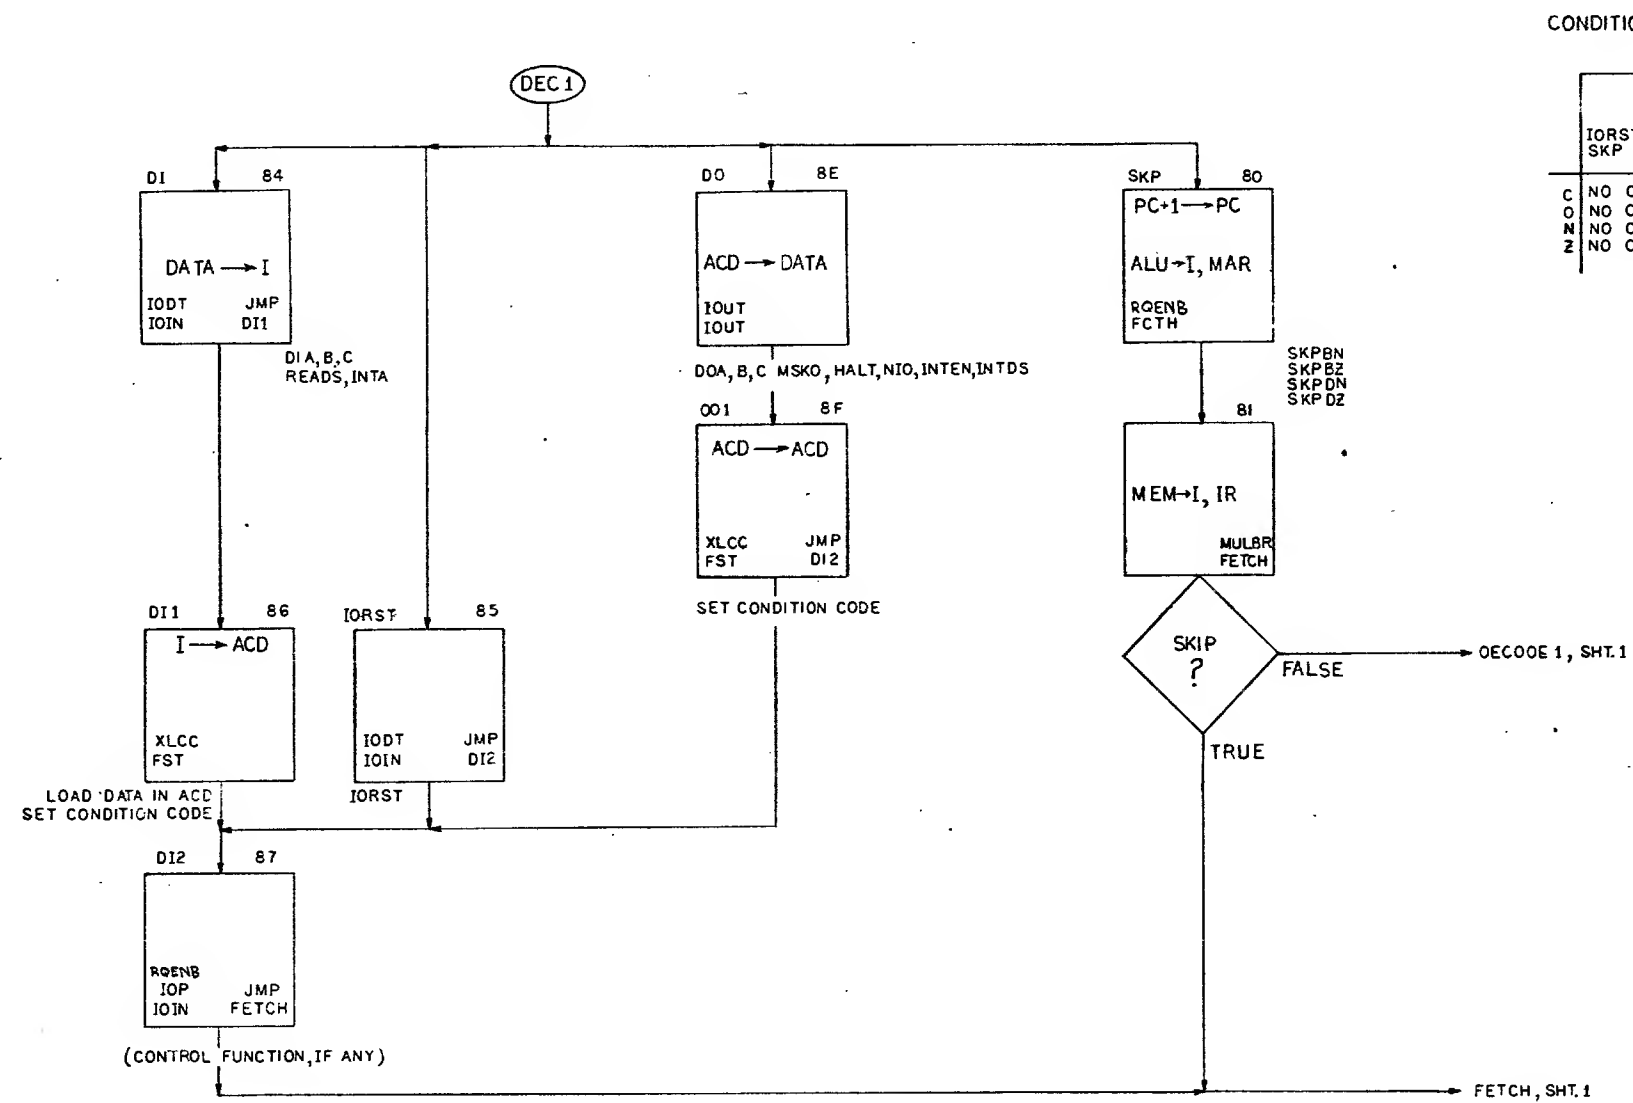 CONDITIO
DEC 1
IORST
SKP
C NO C
O NO C
N NO C
Z NO C
DI 84
DATA → I
IODT JMP
IOIN DI1
DIA, B, C
READS, INTA
DO 8E
ACD → DATA
IOUT
IOUT
DOA, B, C MSKO, HALT, NIO, INTEN, INTDS
OO1 8F
ACD → ACD
XLCC JMP
FST DI2
SET CONDITION CODE
SKP 80
PC+1 → PC
ALU→I, MAR
RQENB
FCTH
SKPBN
SKPBZ
SKPDN
SKPDZ
81
MEM→I, IR
MULBR
FETCH
SKIP
?
FALSE
OECOOE 1, SHT.1
TRUE
DI1 86
I → ACD
XLCC
FST
LOAD DATA IN ACD
SET CONDITION CODE
IORST 85
IODT JMP
IOIN DI2
IORST
DI2 87
RQENB
IOP JMP
IOIN FETCH
(CONTROL FUNCTION, IF ANY)
FETCH, SHT.1